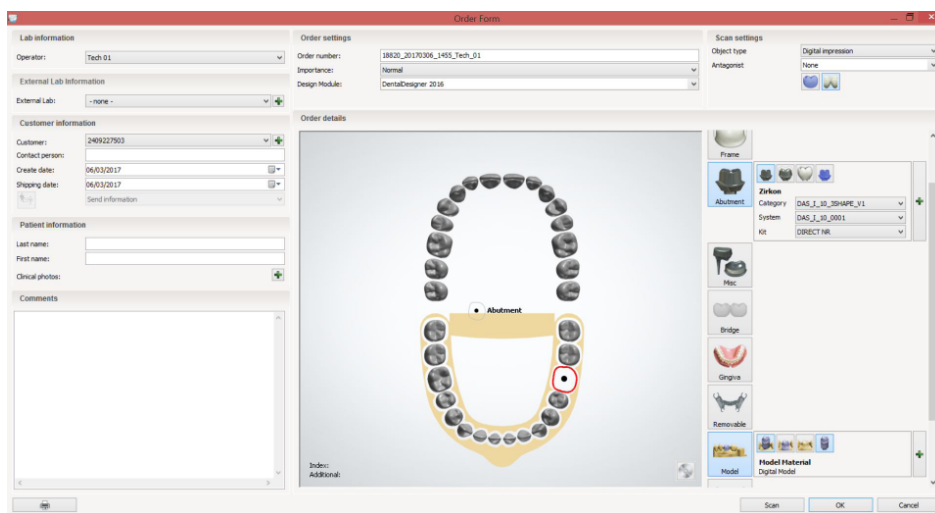 Order Form
Lab information
Operator:
Tech 01
External Lab Information
External Lab:
- none -
Customer information
Customer:
2409227503
Contact person:
Create date:
06/03/2017
Shipping date:
06/03/2017
Send information
Patient information
Last name:
First name:
Clinical photos:
Comments
Order settings
Order number:
18820_20170306_1455_Tech_01
Importance:
Normal
Design Module:
DentalDesigner 2016
Order details
Abutment
Index:
Additional:
Scan settings
Object type
Digital impression
Antagonist
None
Frame
Abutment
Zirkon
Category
DAS_I_10_3SHAPE_V1
System
DAS_I_10_0001
Kit
DIRECT NR
Misc
Bridge
Gingiva
Removable
Model
Model Material
Digital Model
Scan
OK
Cancel